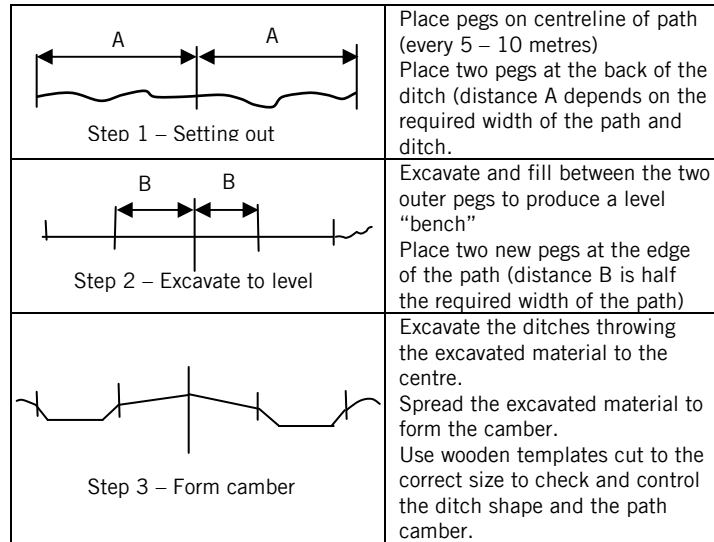 A A
Step 1 – Setting out
Place pegs on centreline of path
(every 5 – 10 metres)
Place two pegs at the back of the
ditch (distance A depends on the
required width of the path and
ditch.
B B
Step 2 – Excavate to level
Excavate and fill between the two
outer pegs to produce a level
“bench”
Place two new pegs at the edge
of the path (distance B is half
the required width of the path)
Step 3 – Form camber
Excavate the ditches throwing
the excavated material to the
centre.
Spread the excavated material to
form the camber.
Use wooden templates cut to the
correct size to check and control
the ditch shape and the path
camber.